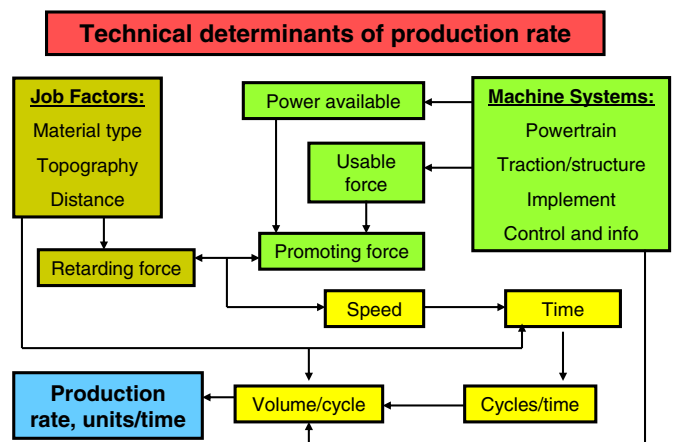 Technical determinants of production rate
Job Factors:
Material type
Topography
Distance
Power available
Usable
force
Machine Systems:
Powertrain
Traction/structure
Implement
Control and info
Retarding force
Promoting force
Speed
Time
Production
rate, units/time
Volume/cycle
Cycles/time